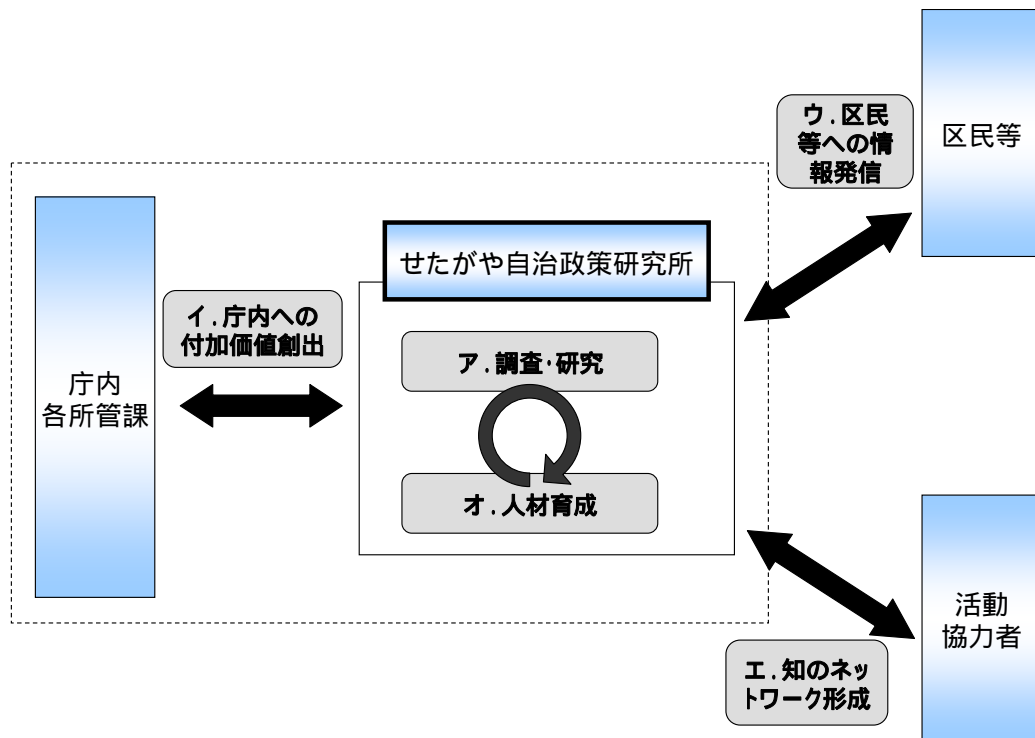 ウ．区民
等への情
報発信
区民等
せたがや自治政策研究所
イ．庁内への
付加価値創出
ア．調査・研究
庁内
各所管課
オ．人材育成
活動
協力者
エ．知のネッ
トワーク形成